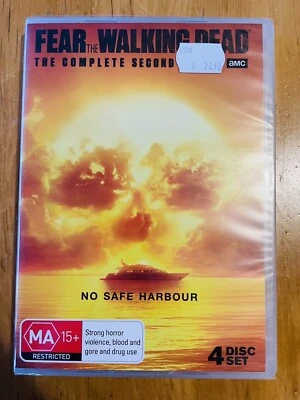 FEAR THE WALKING DEAD
THE COMPLETE SECOND
amc
NO SAFE HARBOUR
MA 15+
RESTRICTED
Strong horror
violence, blood and
gore and drug use
4 DISC
SET